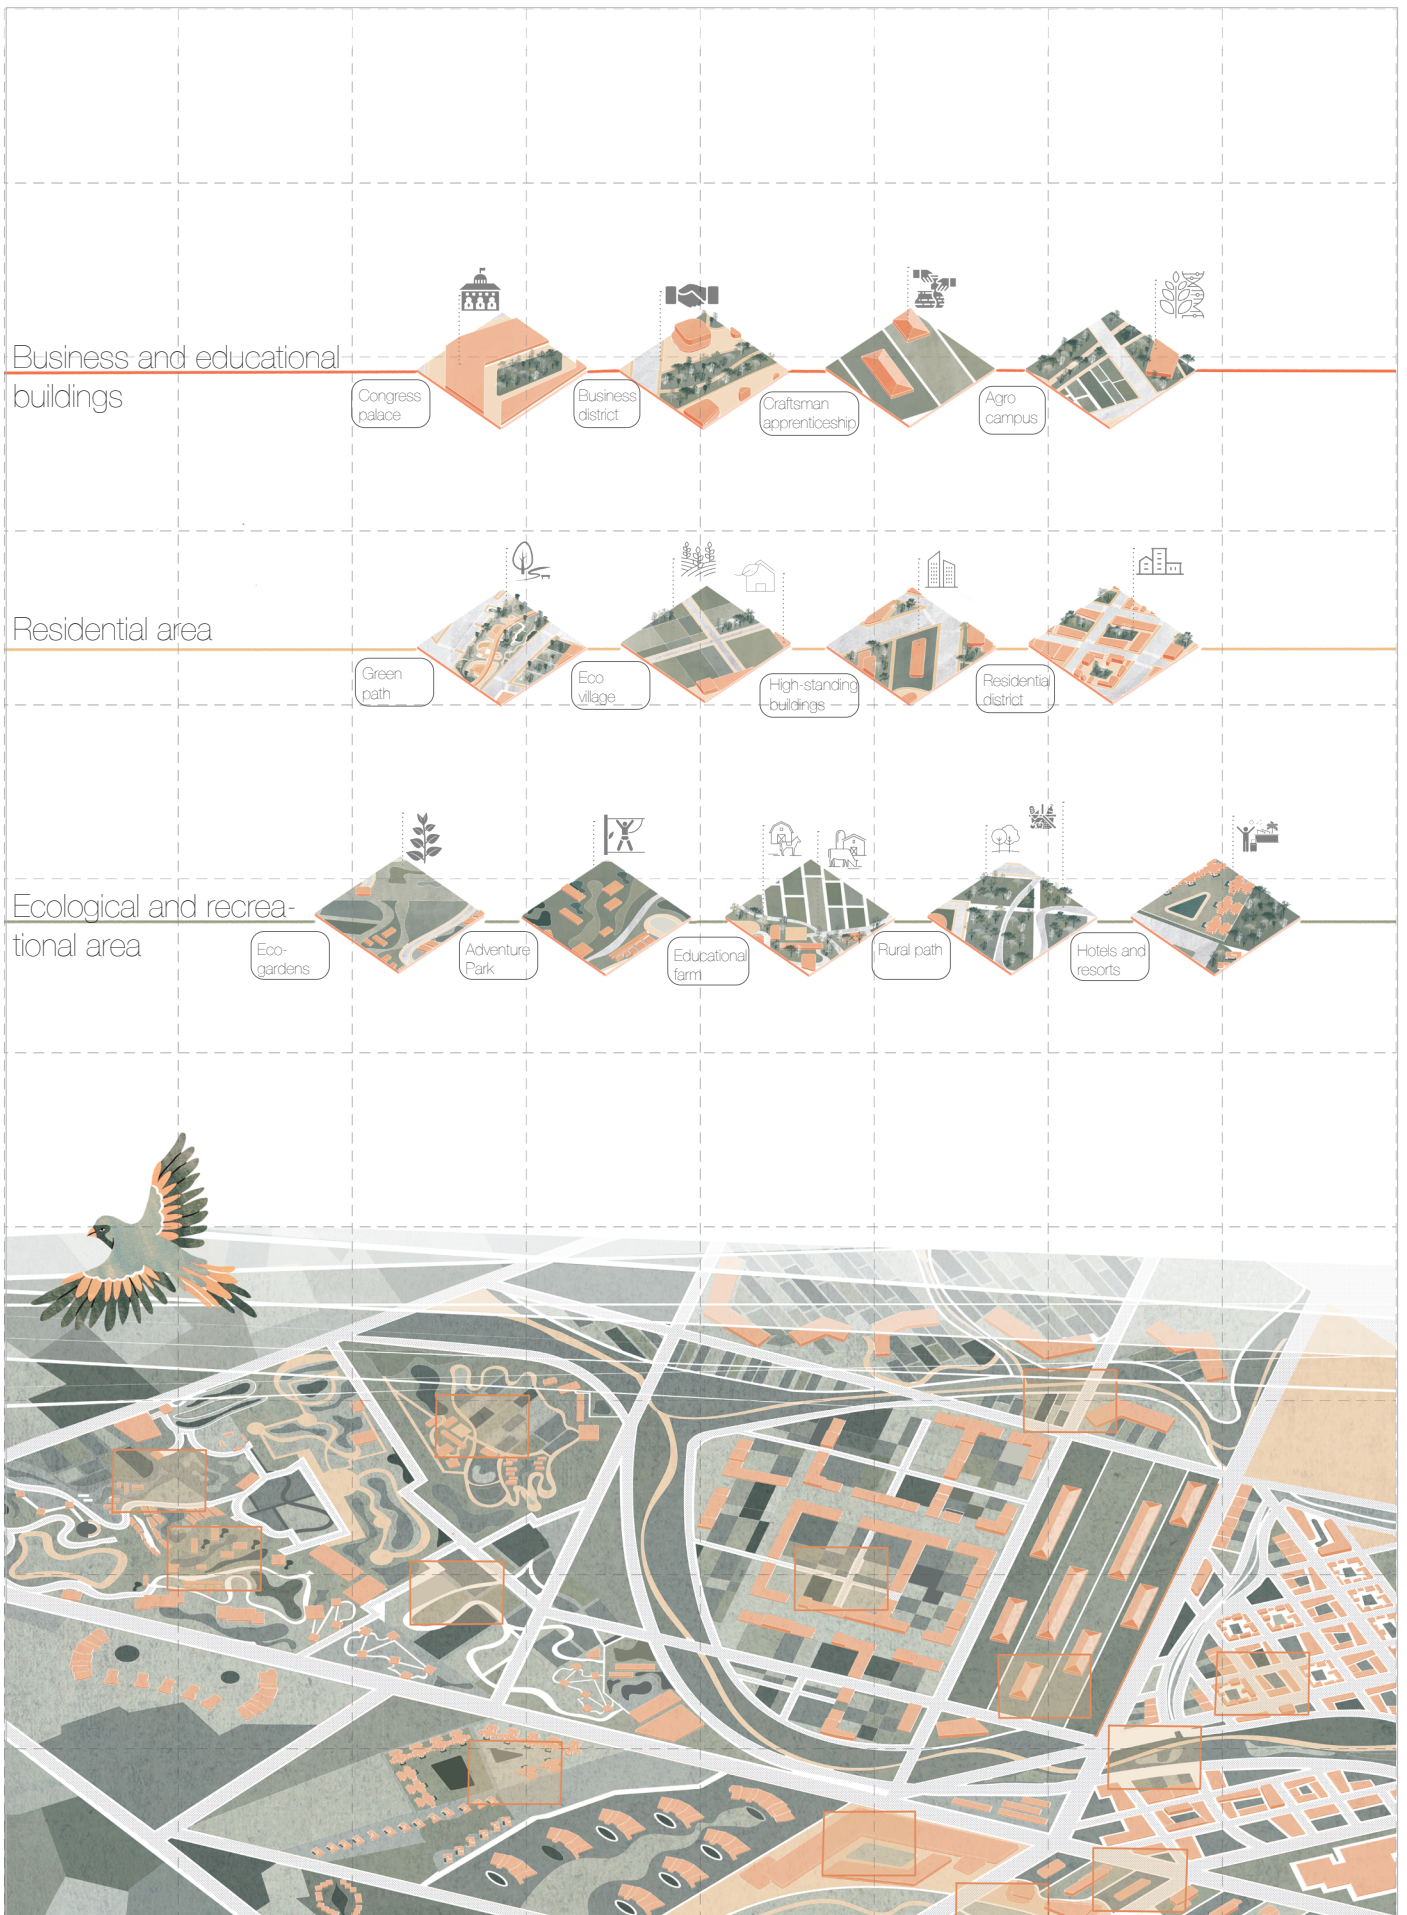 Business and educational
buildings
Congress
palace
Business
district
Craftsman
apprenticeship
Agro
campus
Residential area
Green
path
Eco
village
High-standing
buildings
Residential
district
Ecological and recrea-
tional area
Eco-
gardens
Adventure
Park
Educational
farm
Rural path
Hotels and
resorts